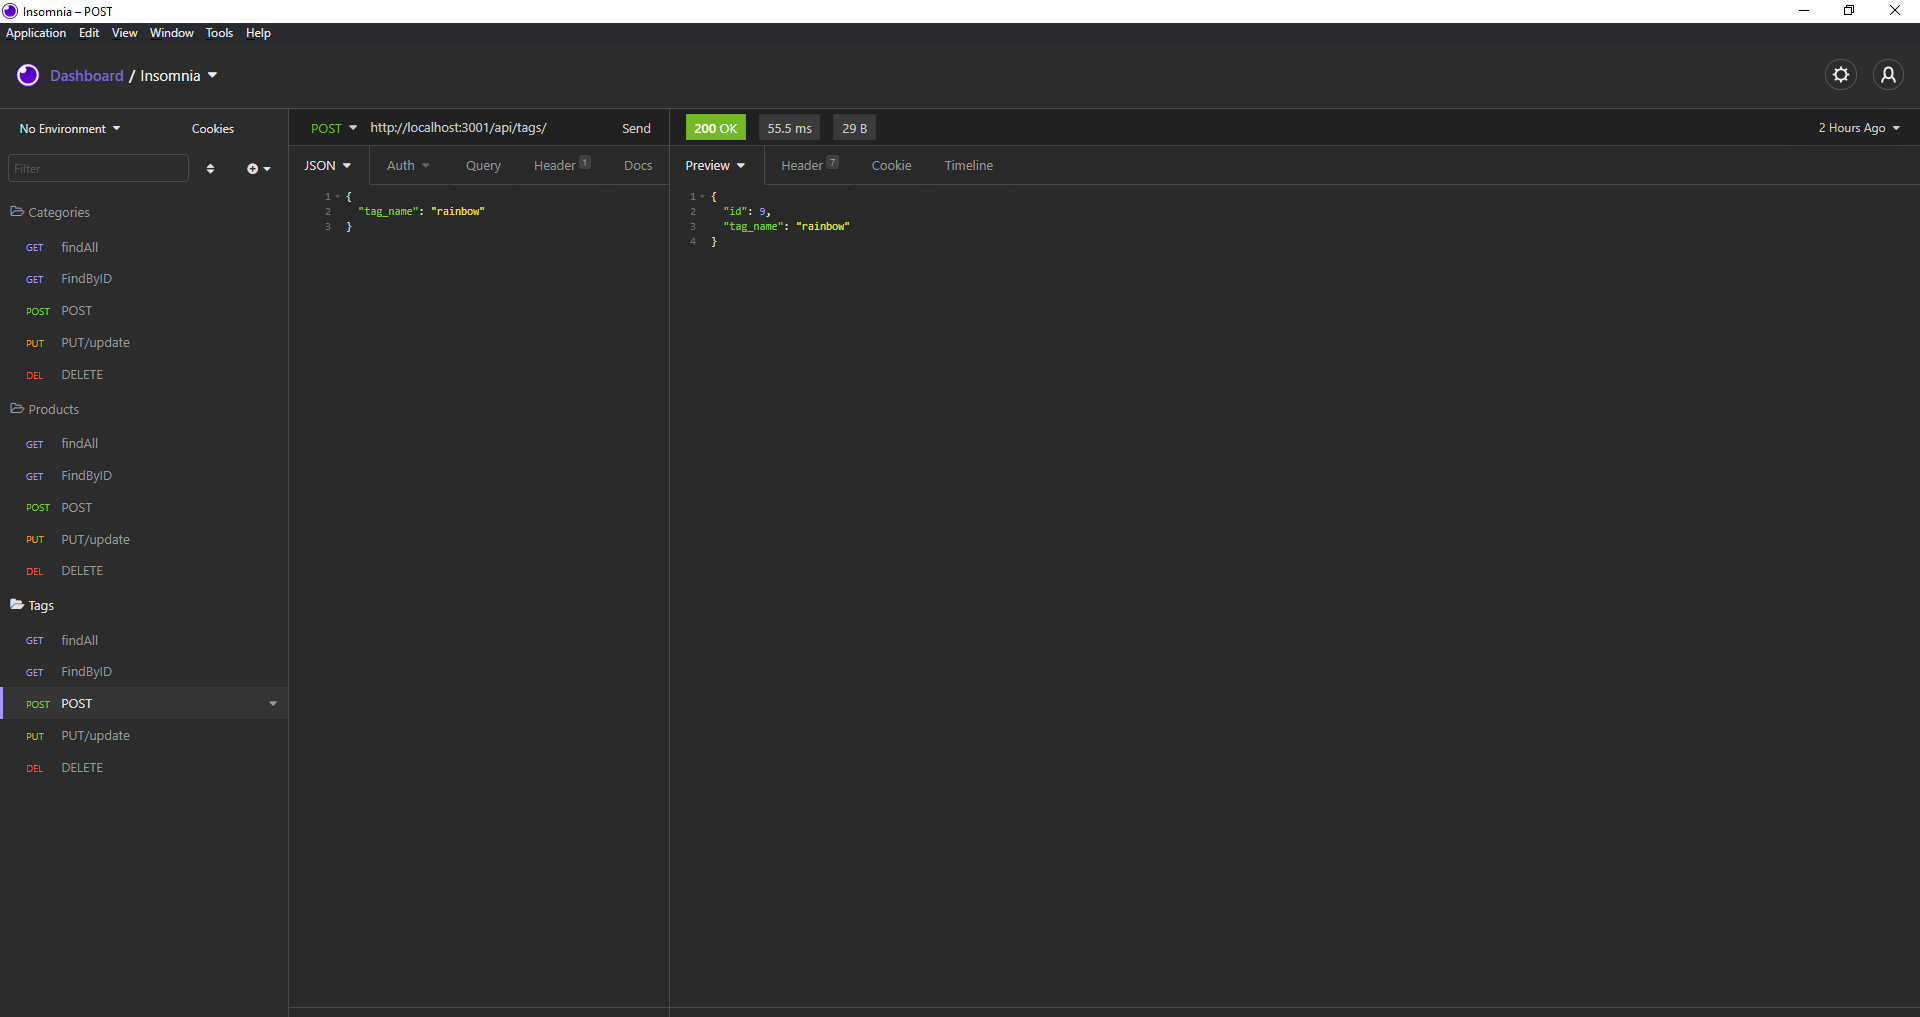 Insomnia – POST
Application Edit View Window Tools Help
Dashboard / Insomnia
No Environment Cookies
Filter
Categories
GET findAll
GET FindByID
POST POST
PUT PUT/update
DEL DELETE
Products
GET findAll
GET FindByID
POST POST
PUT PUT/update
DEL DELETE
Tags
GET findAll
GET FindByID
POST POST
PUT PUT/update
DEL DELETE
POST http://localhost:3001/api/tags/ Send
JSON Auth Query Header 1 Docs
1 {
2 "tag_name": "rainbow"
3 }
200 OK 55.5 ms 29 B 2 Hours Ago
Preview Header 7 Cookie Timeline
1 {
2 "id": 9,
3 "tag_name": "rainbow"
4 }